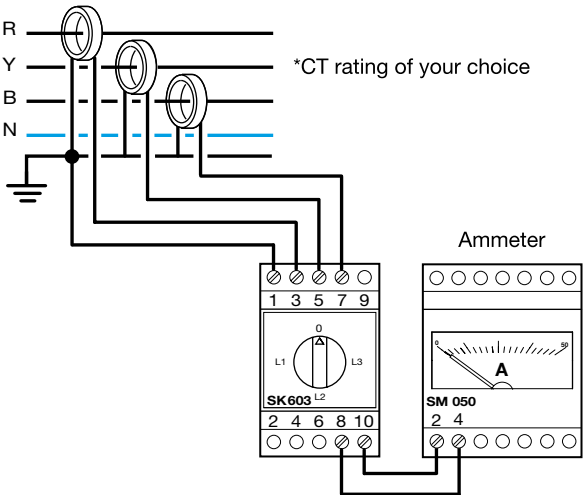 R
Y
*CT rating of your choice
B
N
Ammeter
1 3 5 7 9
0
L1 L3
L2
SK603
2 4 6 8 10
0 50
A
SM 050
2 4